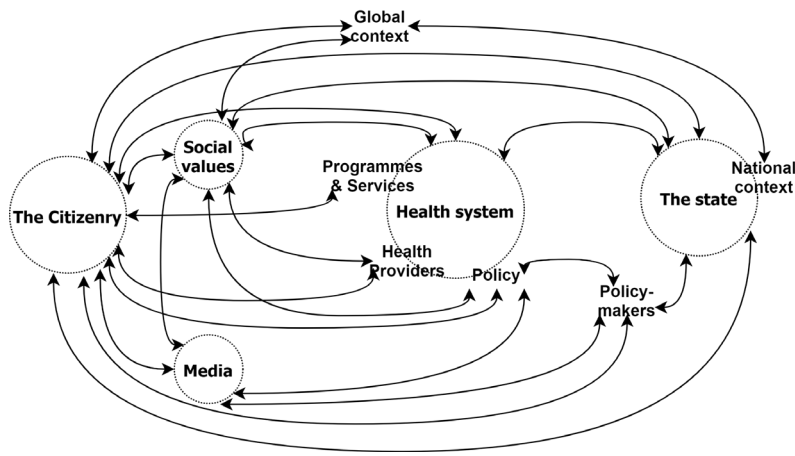 Global
context
Social
values
Programmes
& Services
National
context
The Citizenry
Health system
The state
Health
Providers
Policy
Policy-
makers
Media